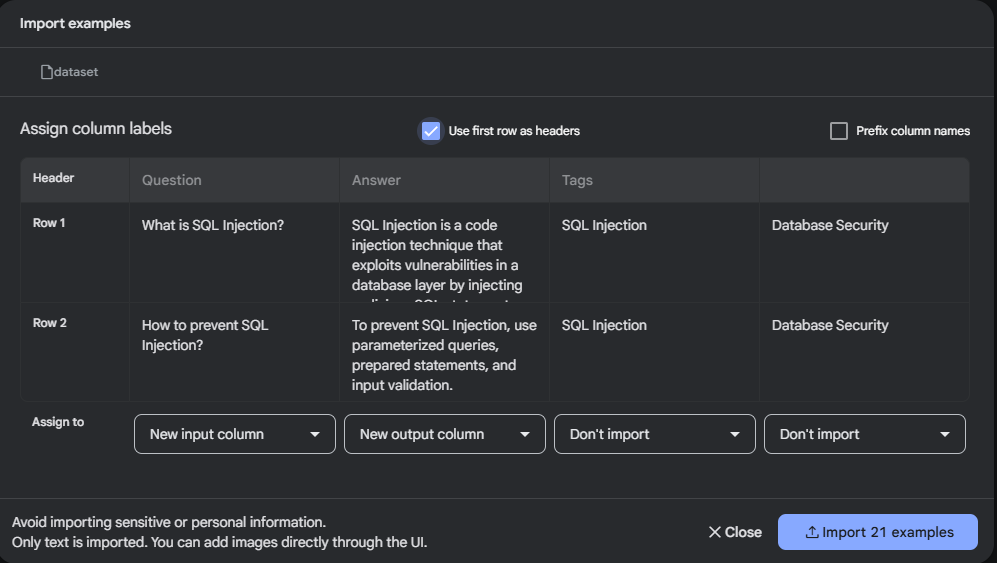 Import examples
dataset
Assign column labels
Use first row as headers
Prefix column names
Header
Question
Answer
Tags
Row 1
What is SQL Injection?
SQL Injection is a code
injection technique that
exploits vulnerabilities in a
database layer by injecting
SQL Injection
Database Security
Row 2
How to prevent SQL
Injection?
To prevent SQL Injection, use
parameterized queries,
prepared statements, and
input validation.
SQL Injection
Database Security
Assign to
New input column
New output column
Don't import
Don't import
Avoid importing sensitive or personal information.
Only text is imported. You can add images directly through the UI.
Close
Import 21 examples